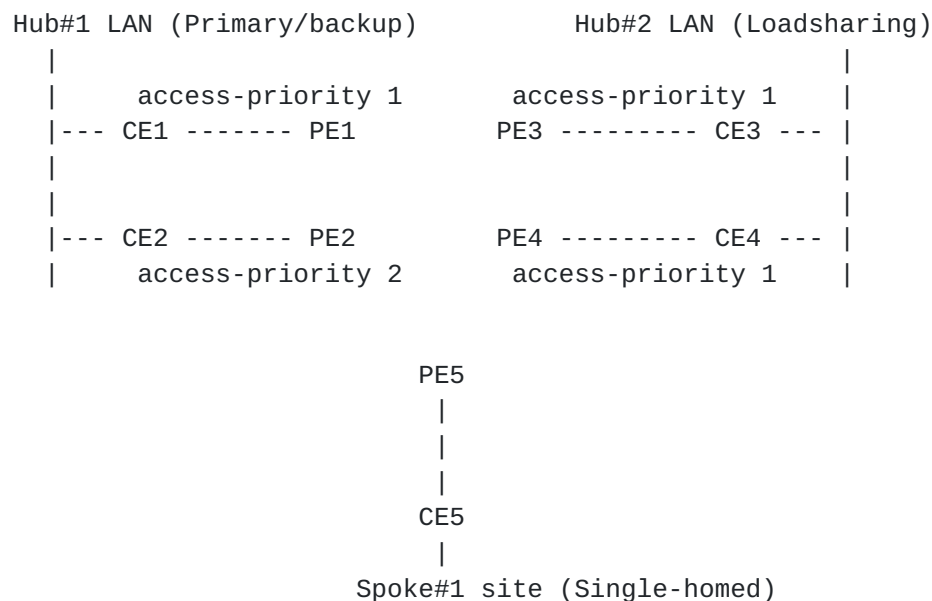 Hub#1 LAN (Primary/backup)          Hub#2 LAN (Loadsharing)
access-priority 1       access-priority 1
|--- CE1 ------- PE1         PE3 --------- CE3 --- |
|--- CE2 ------- PE2         PE4 --------- CE4 --- |
access-priority 2       access-priority 1
PE5
CE5
Spoke#1 site (Single-homed)